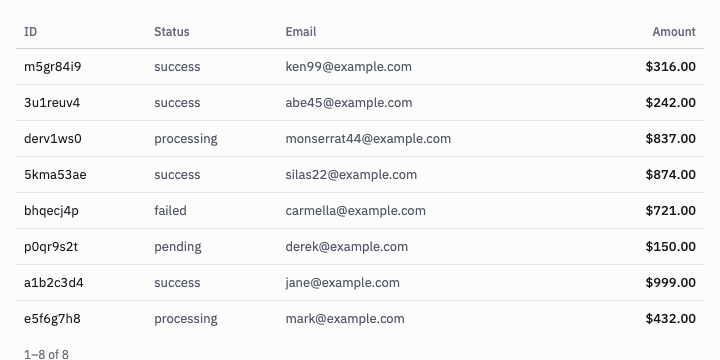 ID Status Email Amount
m5gr84i9 success ken99@example.com $316.00
3u1reuv4 success abe45@example.com $242.00
derv1ws0 processing monserrat44@example.com $837.00
5kma53ae success silas22@example.com $874.00
bhqecj4p failed carmella@example.com $721.00
p0qr9s2t pending derek@example.com $150.00
a1b2c3d4 success jane@example.com $999.00
e5f6g7h8 processing mark@example.com $432.00
1–8 of 8